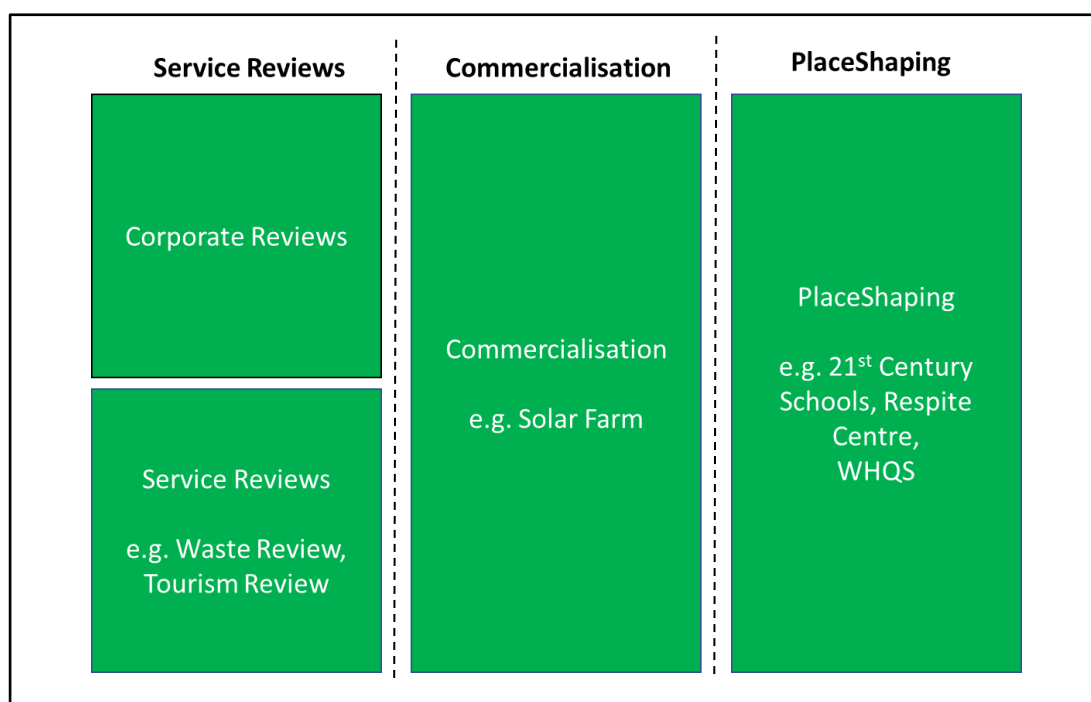 Service Reviews
Corporate Reviews
Service Reviews
e.g. Waste Review,
Tourism Review
Commercialisation
Commercialisation
e.g. Solar Farm
PlaceShaping
PlaceShaping
e.g. 21st Century
Schools, Respite
Centre,
WHQS